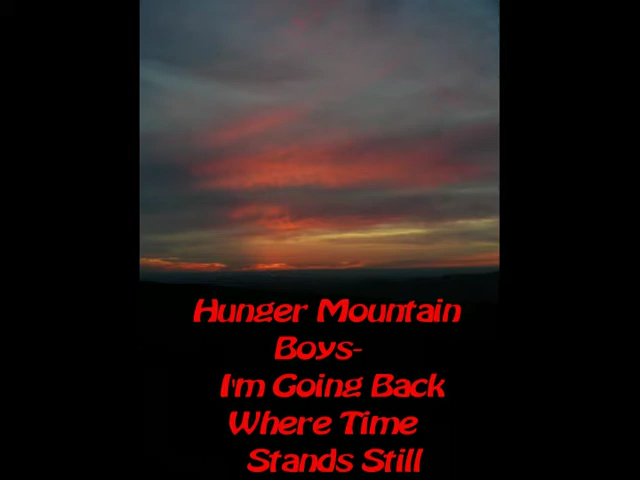 Hunger Mountain
Boys-
I'm Going Back
Where Time
Stands Still